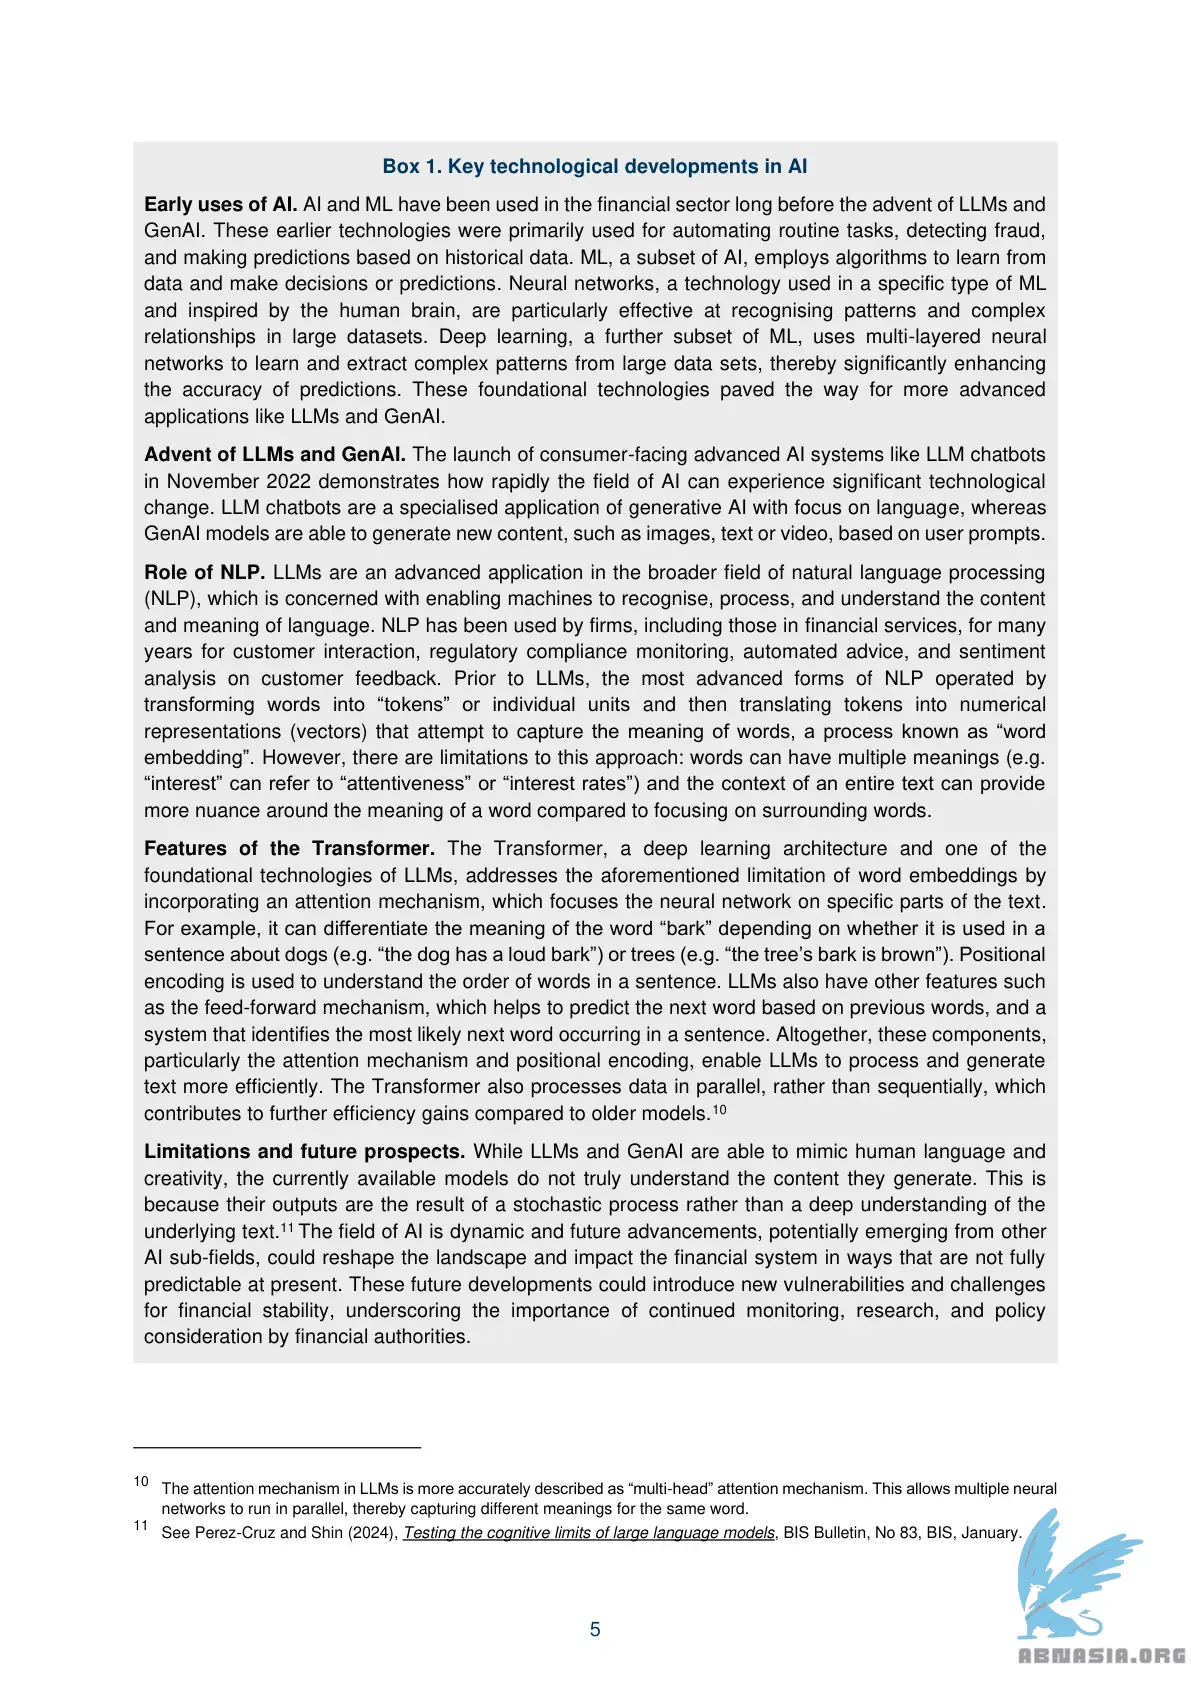 Box 1. Key technological developments in AI
Early uses of AI. AI and ML have been used in the financial sector long before the advent of LLMs and
GenAI. These earlier technologies were primarily used for automating routine tasks, detecting fraud,
and making predictions based on historical data. ML, a subset of AI, employs algorithms to learn from
data and make decisions or predictions. Neural networks, a technology used in a specific type of ML
and inspired by the human brain, are particularly effective at recognising patterns and complex
relationships in large datasets. Deep learning, a further subset of ML, uses multi-layered neural
networks to learn and extract complex patterns from large data sets, thereby significantly enhancing
the accuracy of predictions. These foundational technologies paved the way for more advanced
applications like LLMs and GenAI.
Advent of LLMs and GenAI. The launch of consumer-facing advanced AI systems like LLM chatbots
in November 2022 demonstrates how rapidly the field of AI can experience significant technological
change. LLM chatbots are a specialised application of generative AI with focus on language, whereas
GenAI models are able to generate new content, such as images, text or video, based on user prompts.
Role of NLP. LLMs are an advanced application in the broader field of natural language processing
(NLP), which is concerned with enabling machines to recognise, process, and understand the content
and meaning of language. NLP has been used by firms, including those in financial services, for many
years for customer interaction, regulatory compliance monitoring, automated advice, and sentiment
analysis on customer feedback. Prior to LLMs, the most advanced forms of NLP operated by
transforming words into “tokens” or individual units and then translating tokens into numerical
representations (vectors) that attempt to capture the meaning of words, a process known as “word
embedding”. However, there are limitations to this approach: words can have multiple meanings (e.g.
“interest” can refer to “attentiveness” or “interest rates”) and the context of an entire text can provide
more nuance around the meaning of a word compared to focusing on surrounding words.
Features of the Transformer. The Transformer, a deep learning architecture and one of the
foundational technologies of LLMs, addresses the aforementioned limitation of word embeddings by
incorporating an attention mechanism, which focuses the neural network on specific parts of the text.
For example, it can differentiate the meaning of the word “bark” depending on whether it is used in a
sentence about dogs (e.g. “the dog has a loud bark”) or trees (e.g. “the tree’s bark is brown”). Positional
encoding is used to understand the order of words in a sentence. LLMs also have other features such
as the feed-forward mechanism, which helps to predict the next word based on previous words, and a
system that identifies the most likely next word occurring in a sentence. Altogether, these components,
particularly the attention mechanism and positional encoding, enable LLMs to process and generate
text more efficiently. The Transformer also processes data in parallel, rather than sequentially, which
contributes to further efficiency gains compared to older models.10
Limitations and future prospects. While LLMs and GenAI are able to mimic human language and
creativity, the currently available models do not truly understand the content they generate. This is
because their outputs are the result of a stochastic process rather than a deep understanding of the
underlying text.11 The field of AI is dynamic and future advancements, potentially emerging from other
AI sub-fields, could reshape the landscape and impact the financial system in ways that are not fully
predictable at present. These future developments could introduce new vulnerabilities and challenges
for financial stability, underscoring the importance of continued monitoring, research, and policy
consideration by financial authorities.
10 The attention mechanism in LLMs is more accurately described as “multi-head” attention mechanism. This allows multiple neural
networks to run in parallel, thereby capturing different meanings for the same word.
11 See Perez-Cruz and Shin (2024), Testing the cognitive limits of large language models, BIS Bulletin, No 83, BIS, January.
5
ABNASIA.ORG